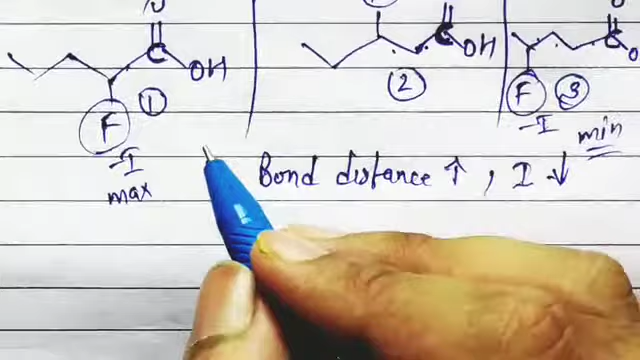 C OH
F
①
-I
max
C OH
②
C O
F
③
-I
min
Bond distance ↑ , I ↓